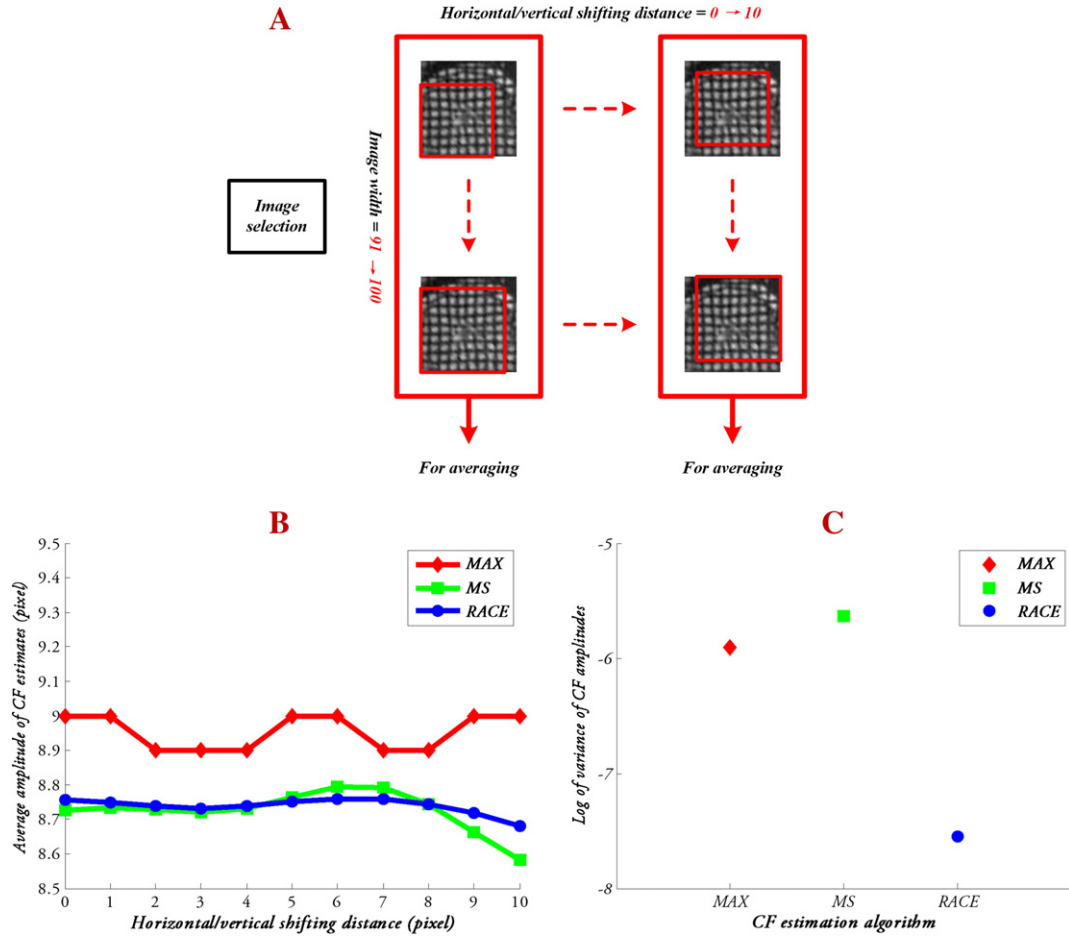 A
Horizontal/vertical shifting distance = 0 → 10
Image width = 91 → 100
Image
selection
For averaging
For averaging
B
9.5
9.4
9.3
9.2
9.1
9
8.9
8.8
8.7
8.6
8.5
Average amplitude of CF estimates (pixel)
MAX
MS
RACE
0 1 2 3 4 5 6 7 8 9 10
Horizontal/vertical shifting distance (pixel)
C
-5
-6
-7
-8
Log of variance of CF amplitudes
MAX
MS
RACE
MAX MS RACE
CF estimation algorithm